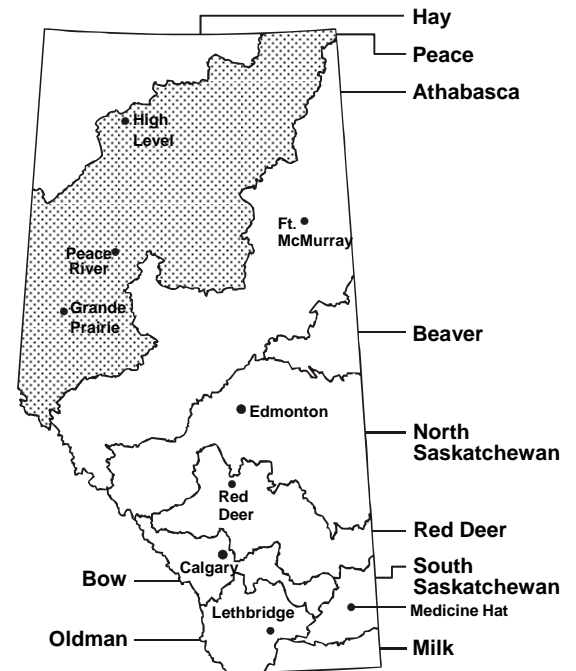 Hay
Peace
Athabasca
High
Level
Ft.
McMurray
Peace
River
Grande
Prairie
Beaver
Edmonton
North
Saskatchewan
Red
Deer
Red Deer
Calgary
South
Saskatchewan
Bow
Medicine Hat
Lethbridge
Oldman
Milk